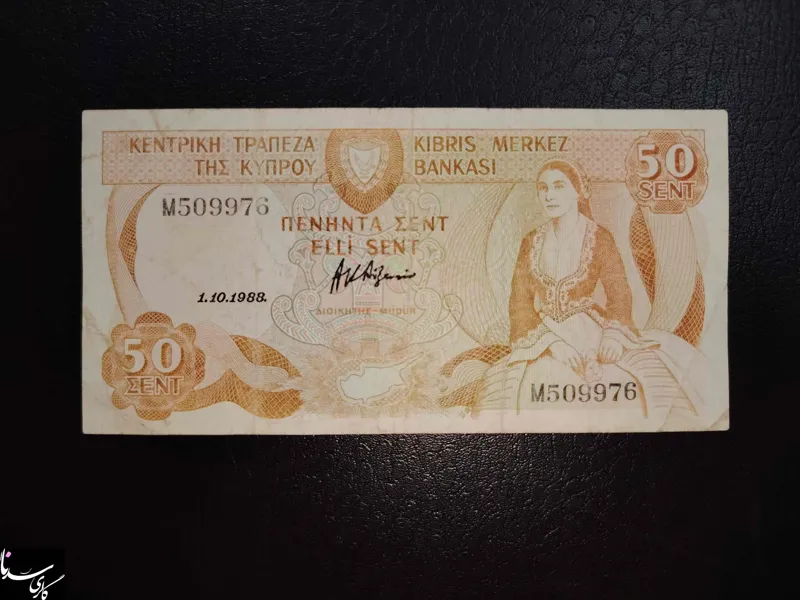 ΚΕΝΤΡΙΚΗ ΤΡΑΠΕΖΑ
ΤΗΣ ΚΥΠΡΟΥ
KIBRIS MERKEZ
BANKASI
50
SENT
M509976
ΠΕΝΗΝΤΑ ΣΕΝΤ
ELLİ SENT
1.10.1988.
ΔΙΟΙΚΗΤΗΣ-MÜDÜR
50
ΣΕΝΤ
M509976